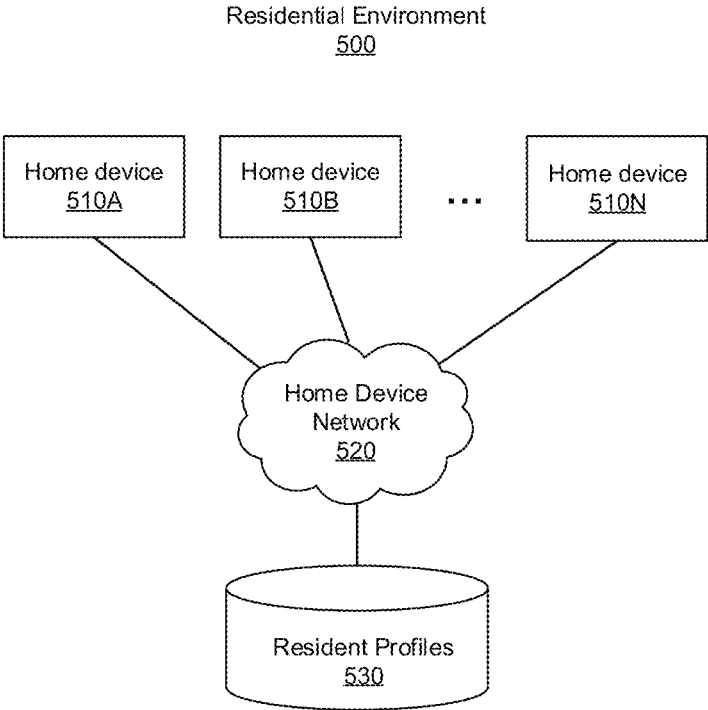 Residential Environment
500
Home device
510A
Home device
510B
...
Home device
510N
Home Device
Network
520
Resident Profiles
530